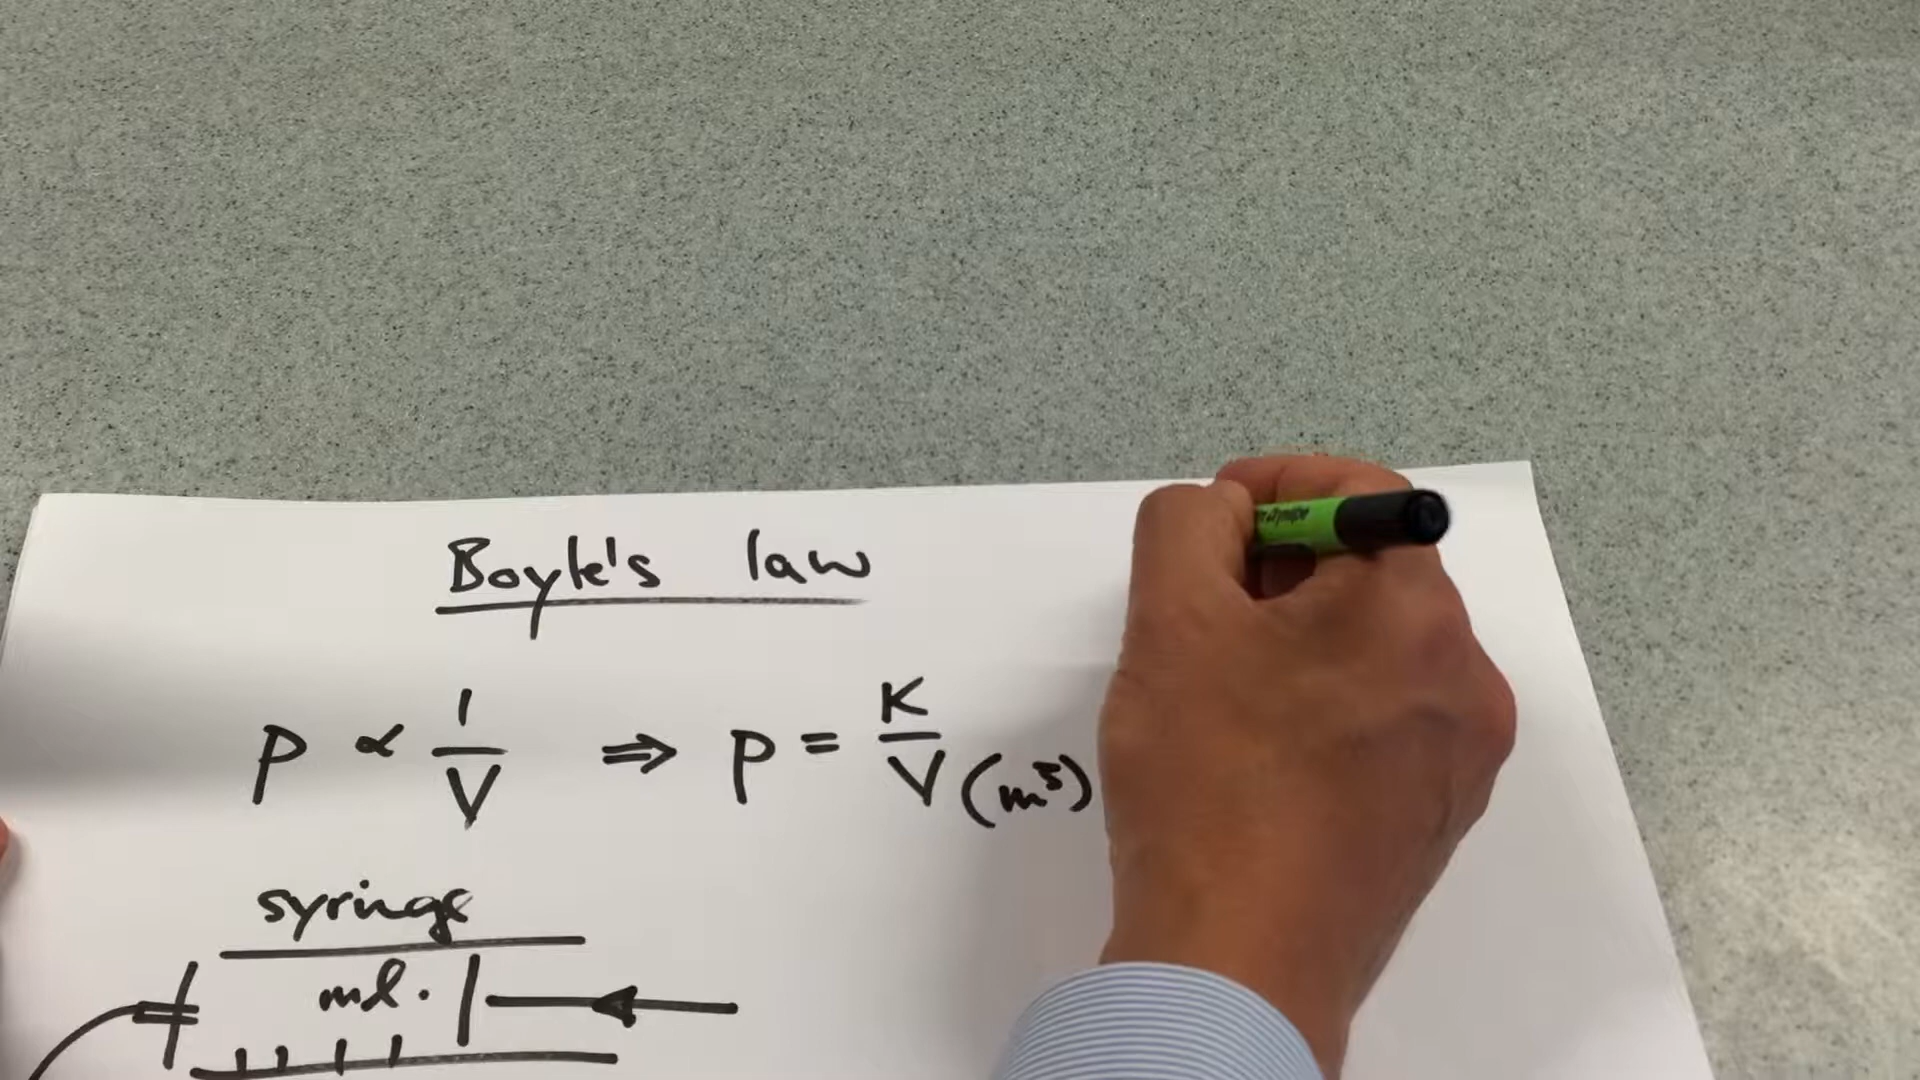 Boyle's law
p ∝ 1/V ⇒ p = K/V (m³)
syringe
ml.